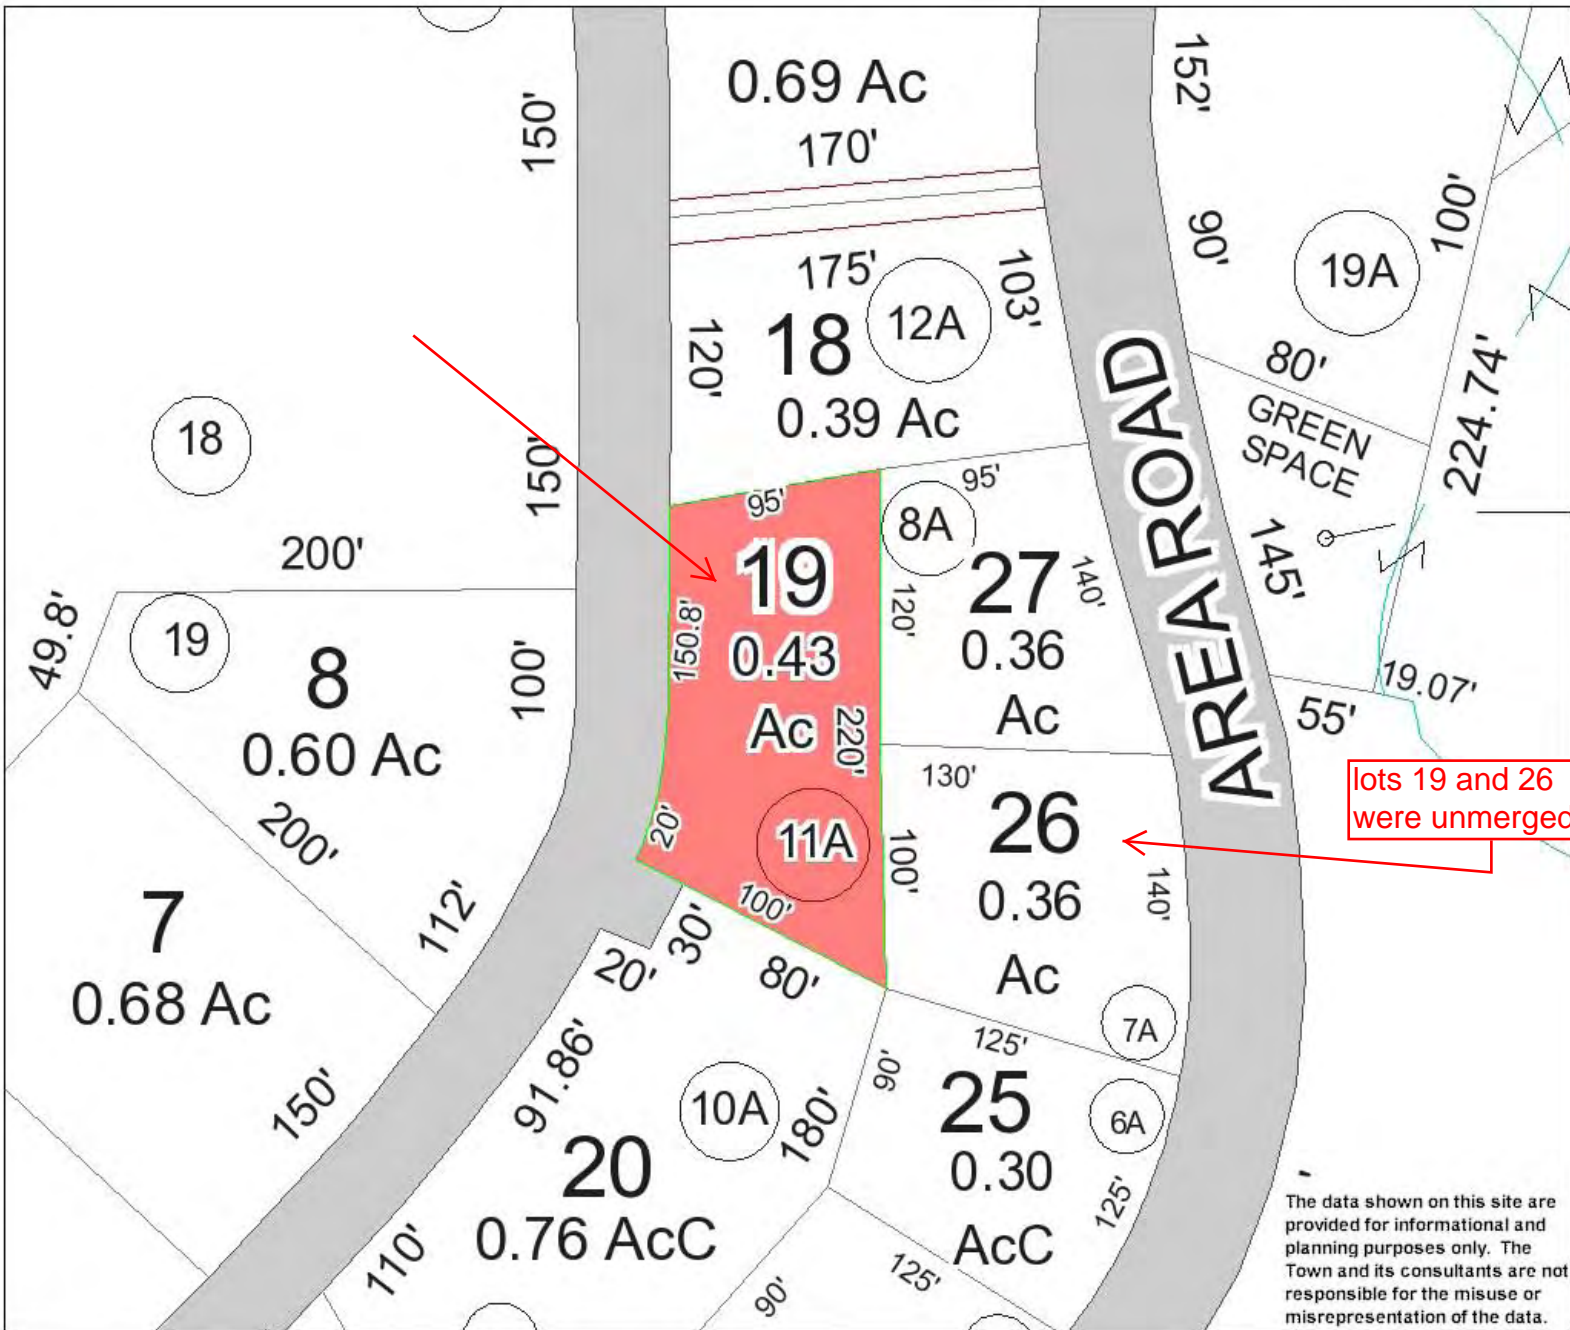 0.69 Ac
170'
150'
152'
90'
100'
19A
175'
12A
103'
120'
18
0.39 Ac
80'
GREEN
SPACE
224.74'
AREA ROAD
18
150'
95'
95'
8A
19
27
140'
145'
200'
49.8'
19
8
100'
0.60 Ac
150.8'
0.43
Ac
220'
120'
0.36
Ac
19.07'
55'
130'
lots 19 and 26
were unmerged
200'
20'
11A
100'
100'
26
0.36
Ac
140'
7
0.68 Ac
112'
30'
20'
80'
7A
125'
91.86'
10A
180'
90'
25
0.30
AcC
6A
125'
150'
20
0.76 AcC
110'
90'
125'
The data shown on this site are
provided for informational and
planning purposes only. The
Town and its consultants are not
responsible for the misuse or
misrepresentation of the data.